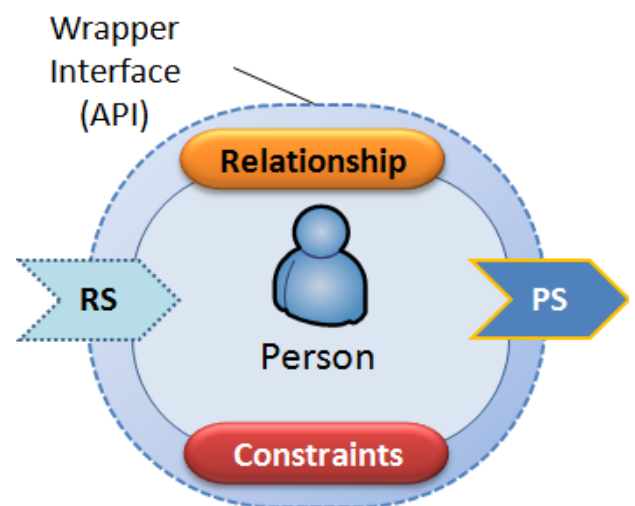 Wrapper
Interface
(API)
Relationship
RS
PS
Person
Constraints